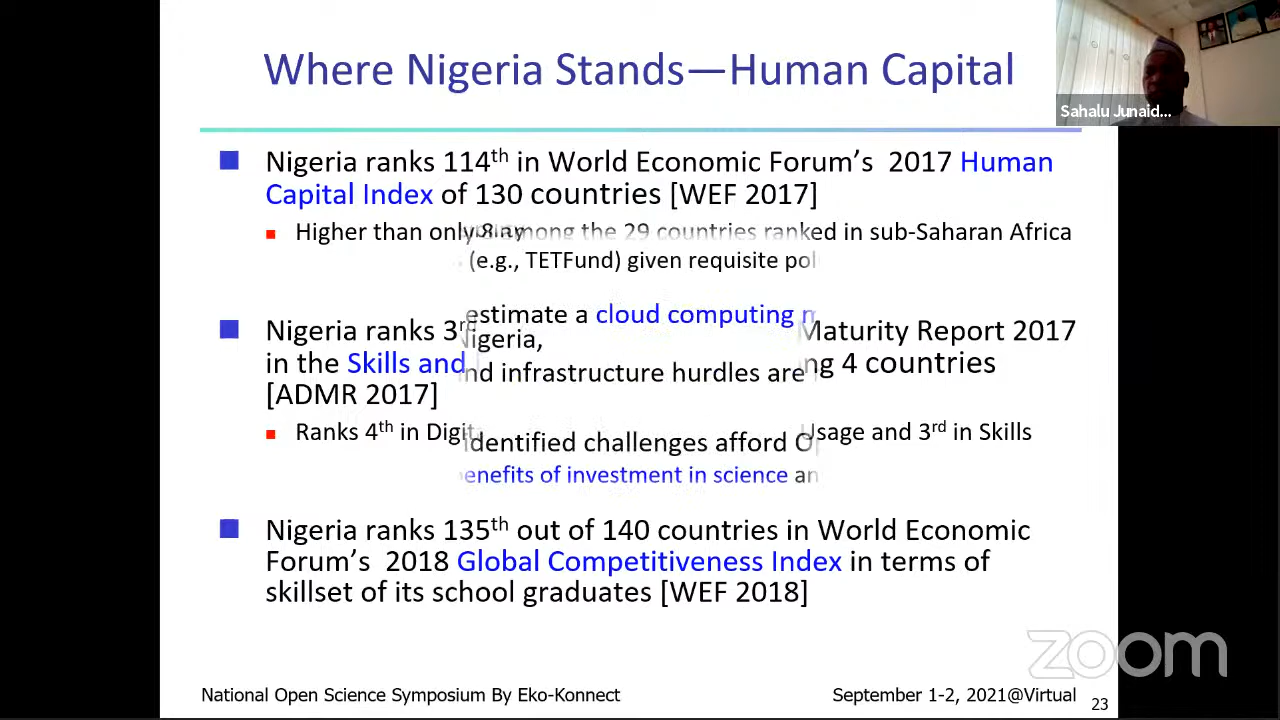 Where Nigeria Stands—Human Capital
Sahalu Junaid...
Nigeria ranks 114th in World Economic Forum’s 2017 Human
Capital Index of 130 countries [WEF 2017]
Higher than only 8 among the 29 countries ranked in sub-Saharan Africa
(e.g., TETFund) given requisite pol
estimate a cloud computing
Nigeria ranks 3rd Maturity Report 2017
Nigeria,
in the Skills and 4 countries
infrastructure hurdles are
[ADMR 2017]
Ranks 4th in Digit Usage and 3rd in Skills
identified challenges afford
benefits of investment in science an
Nigeria ranks 135th out of 140 countries in World Economic
Forum’s 2018 Global Competitiveness Index in terms of
skillset of its school graduates [WEF 2018]
zoom
National Open Science Symposium By Eko-Konnect September 1-2, 2021@Virtual 23